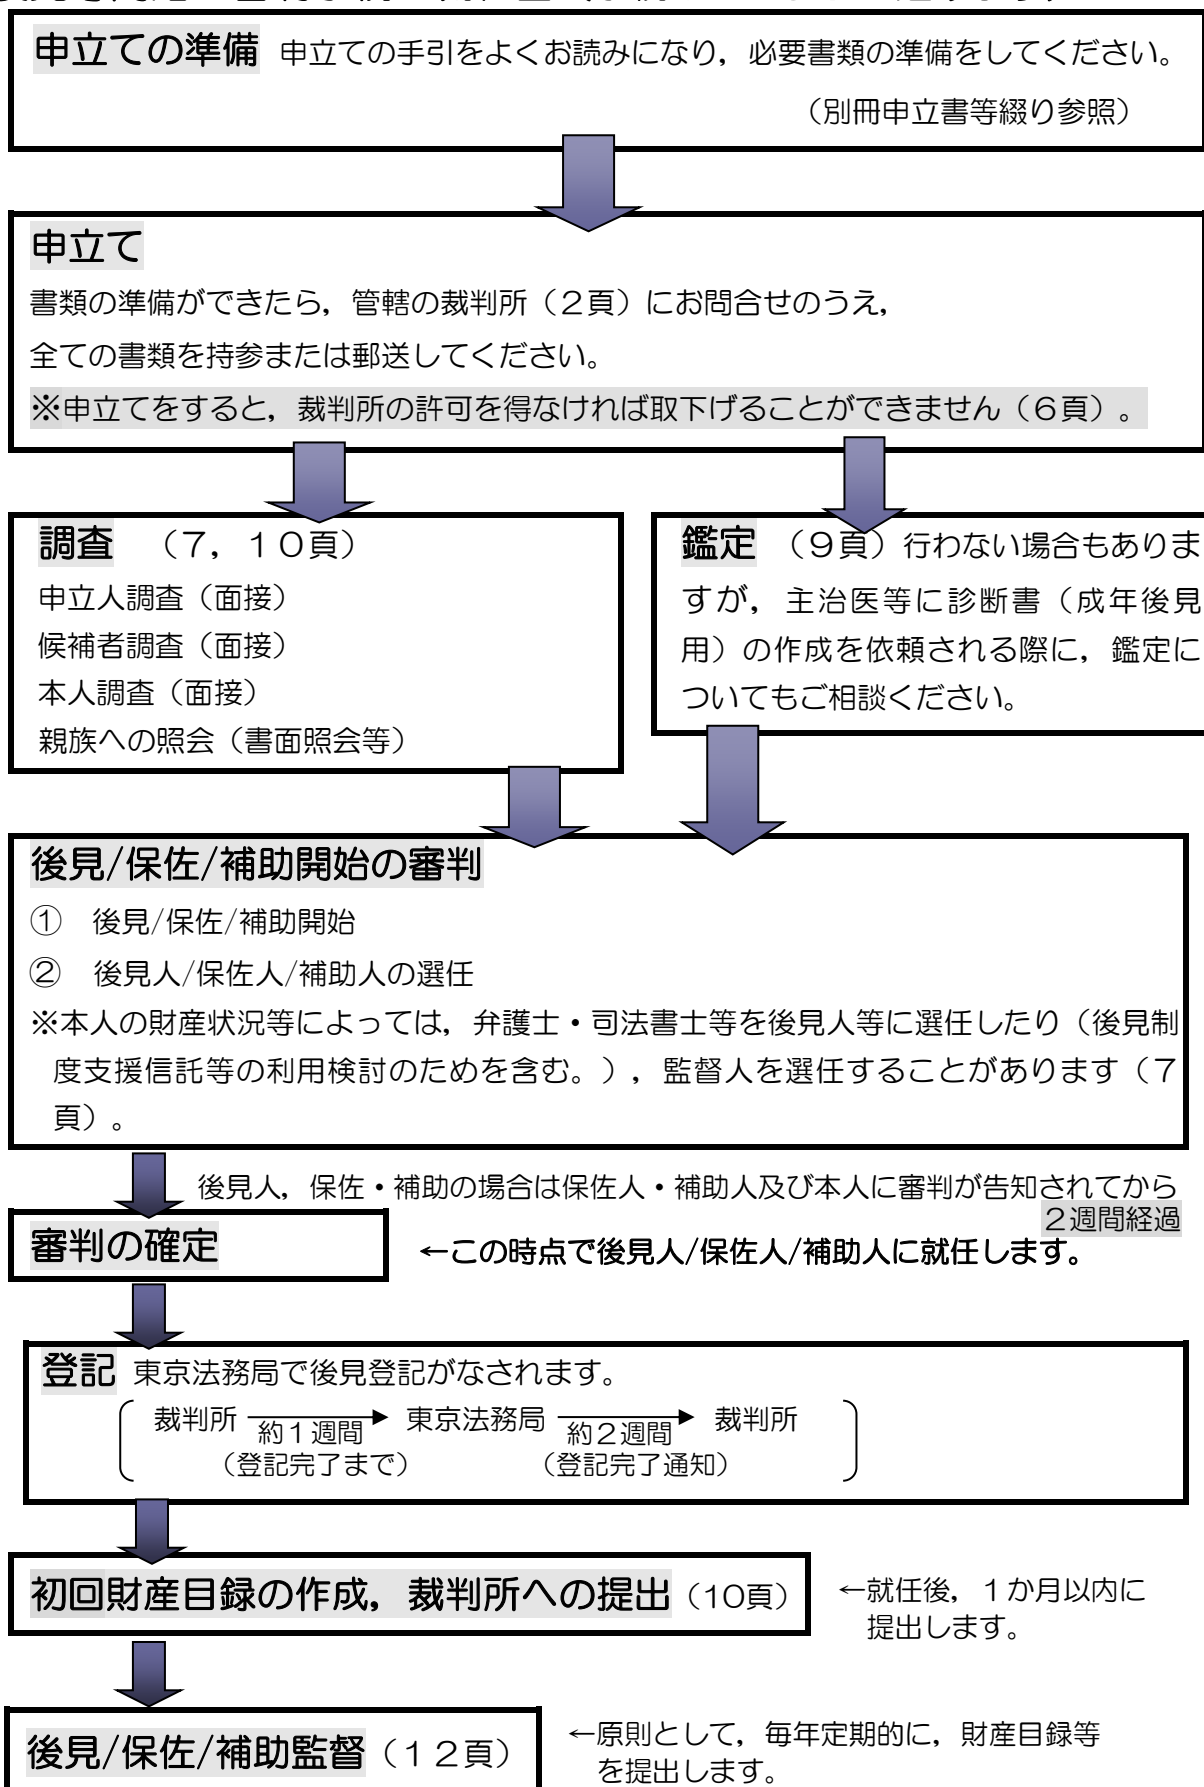 申立ての準備 申立ての手引をよくお読みになり，必要書類の準備をしてください。
（別冊申立書等綴り参照）
申立て
書類の準備ができたら，管轄の裁判所（２頁）にお問合せのうえ，
全ての書類を持参または郵送してください。
※申立てをすると，裁判所の許可を得なければ取下げることができません（６頁）。
調査 （７，１０頁）
申立人調査（面接）
候補者調査（面接）
本人調査（面接）
親族への照会（書面照会等）
鑑定 （９頁）行わない場合もありま
すが，主治医等に診断書（成年後見
用）の作成を依頼される際に，鑑定に
ついてもご相談ください。
後見/保佐/補助開始の審判
① 後見/保佐/補助開始
② 後見人/保佐人/補助人の選任
※本人の財産状況等によっては，弁護士・司法書士等を後見人等に選任したり（後見制
度支援信託等の利用検討のためを含む。），監督人を選任することがあります（７
頁）。
後見人，保佐・補助の場合は保佐人・補助人及び本人に審判が告知されてから
２週間経過
審判の確定 ←この時点で後見人/保佐人/補助人に就任します。
登記 東京法務局で後見登記がなされます。
裁判所 約１週間 東京法務局 約２週間 裁判所
（登記完了まで） （登記完了通知）
初回財産目録の作成，裁判所への提出（10頁） ←就任後，１か月以内に
提出します。
後見/保佐/補助監督（１２頁） ←原則として，毎年定期的に，財産目録等
を提出します。